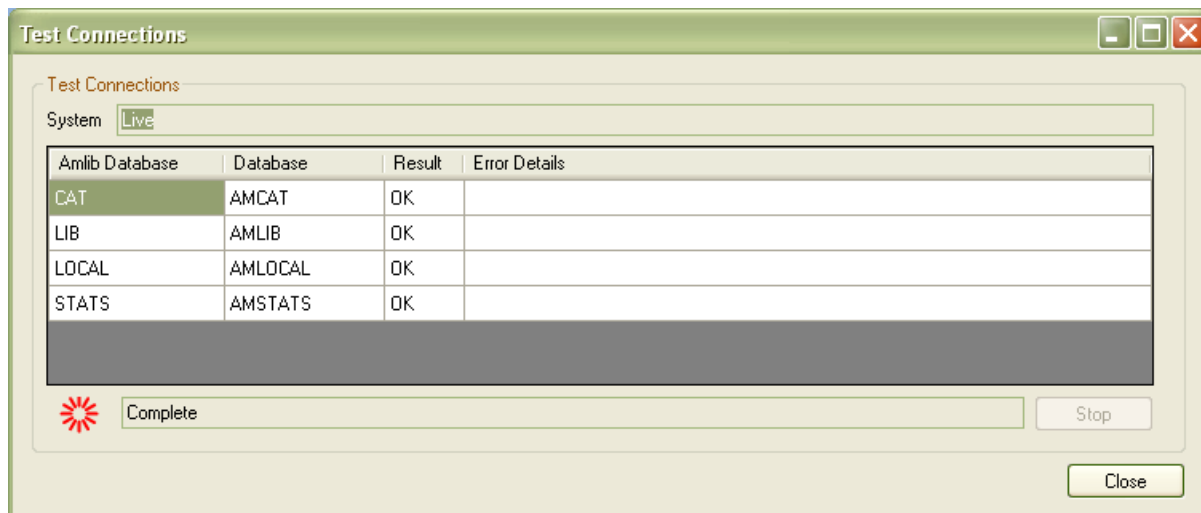 Test Connections
Test Connections
System Live
Amlib Database Database Result Error Details
CAT AMCAT OK
LIB AMLIB OK
LOCAL AMLOCAL OK
STATS AMSTATS OK
Complete Stop
Close